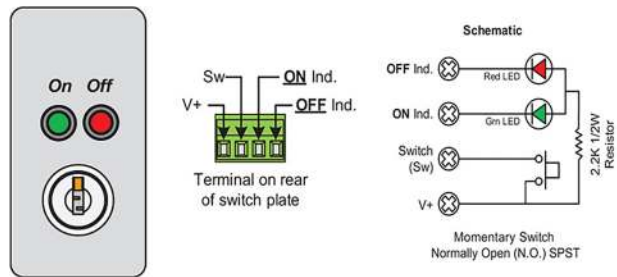 On Off
Sw
ON Ind.
V+
OFF Ind.
Terminal on rear
of switch plate
Schematic
OFF Ind.
Red LED
ON Ind.
Grn LED
Switch
(Sw)
V+
2.2K 1/2W
Resistor
Momentary Switch
Normally Open (N.O.) SPST